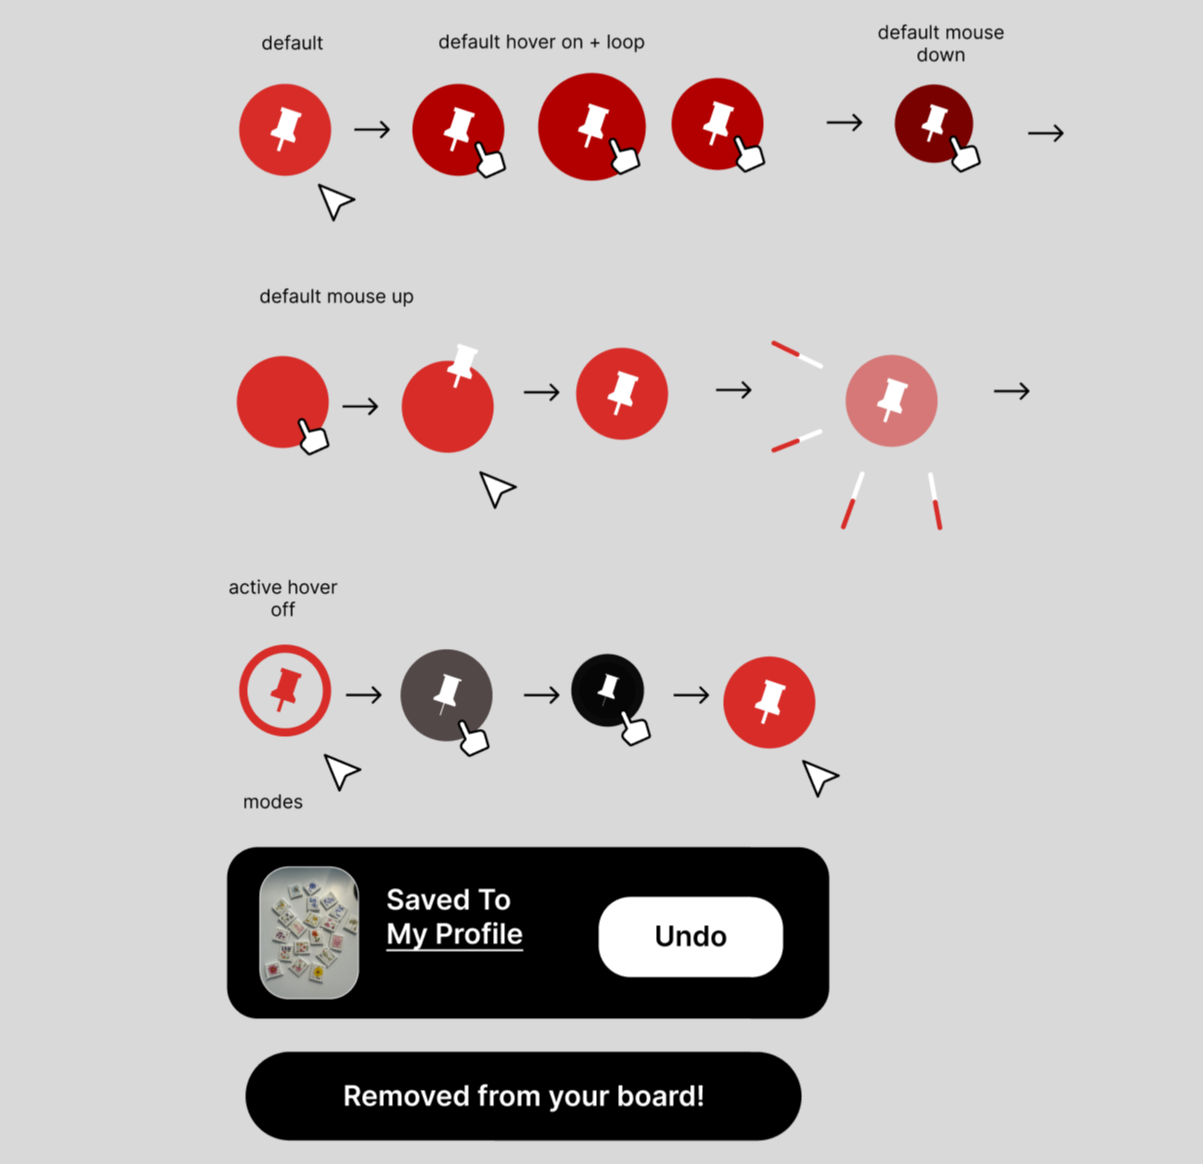 default
default hover on + loop
default mouse
down
default mouse up
active hover
off
modes
Saved To
My Profile
Undo
Removed from your board!